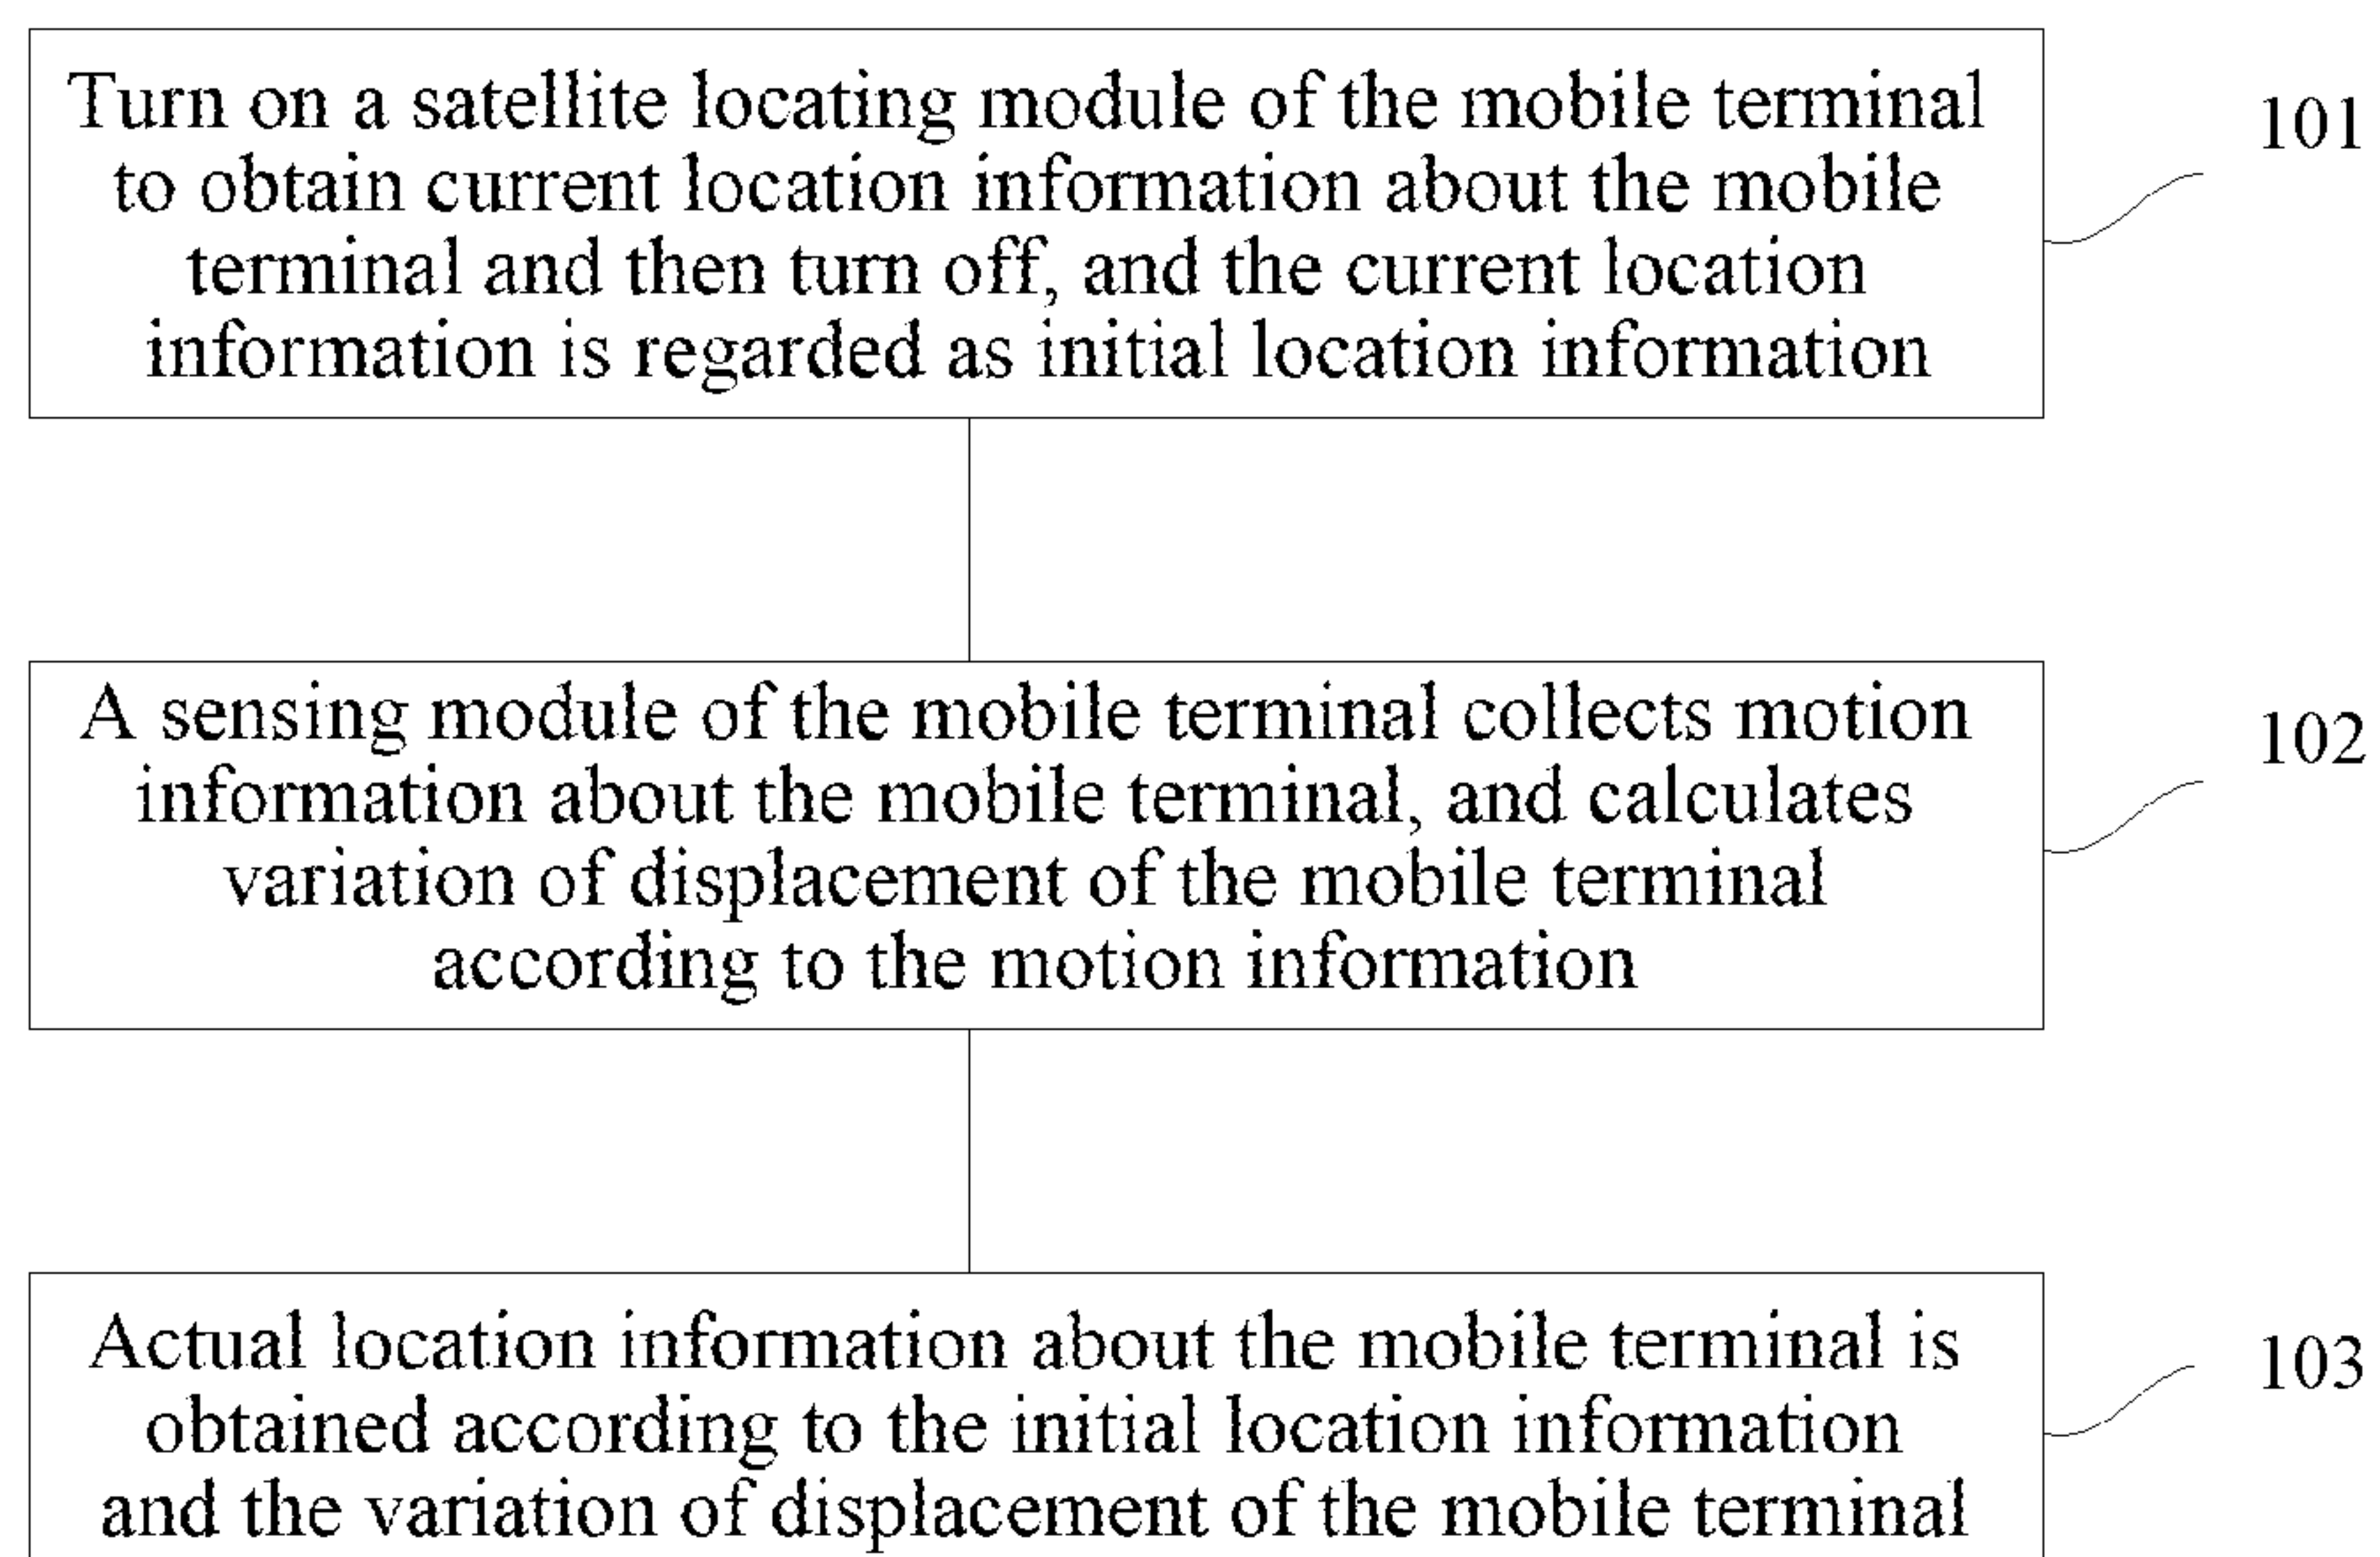 Turn on a satellite locating module of the mobile terminal
to obtain current location information about the mobile
terminal and then turn off, and the current location
information is regarded as initial location information
101
A sensing module of the mobile terminal collects motion
information about the mobile terminal, and calculates
variation of displacement of the mobile terminal
according to the motion information
102
Actual location information about the mobile terminal is
obtained according to the initial location information
and the variation of displacement of the mobile terminal
103